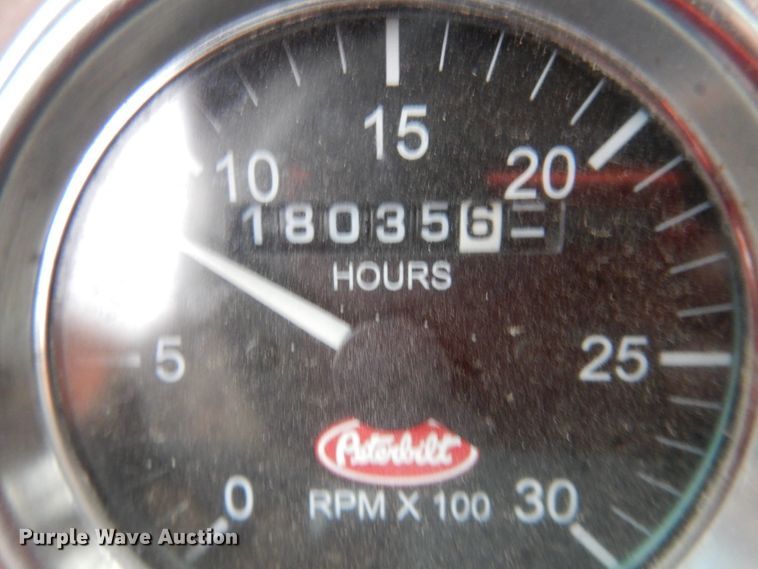 15
10 20
180356
HOURS
5 25
Peterbilt
0 RPM X 100 30
Purple Wave Auction